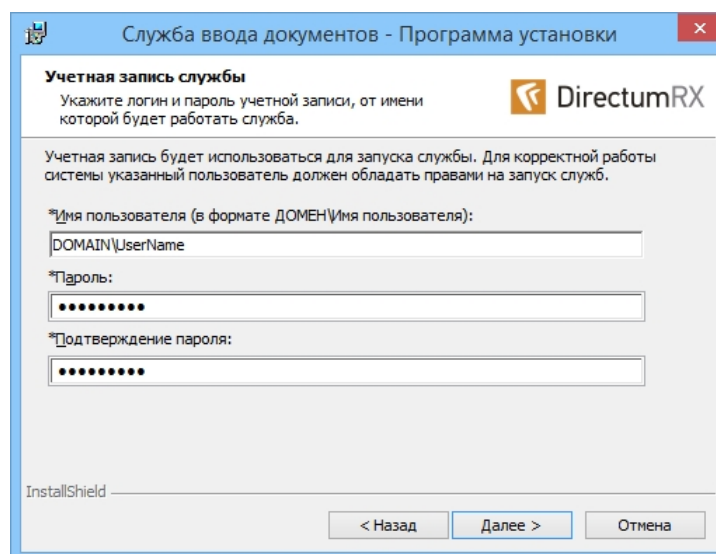 Служба ввода документов - Программа установки
Учетная запись службы
Укажите логин и пароль учетной записи, от имени
которой будет работать служба.
DirectumRX
Учетная запись будет использоваться для запуска службы. Для корректной работы
системы указанный пользователь должен обладать правами на запуск служб.
*Имя пользователя (в формате ДОМЕН\Имя пользователя):
DOMAIN\UserName
*Пароль:
•••••••••
*Подтверждение пароля:
•••••••••
InstallShield
< Назад
Далее >
Отмена